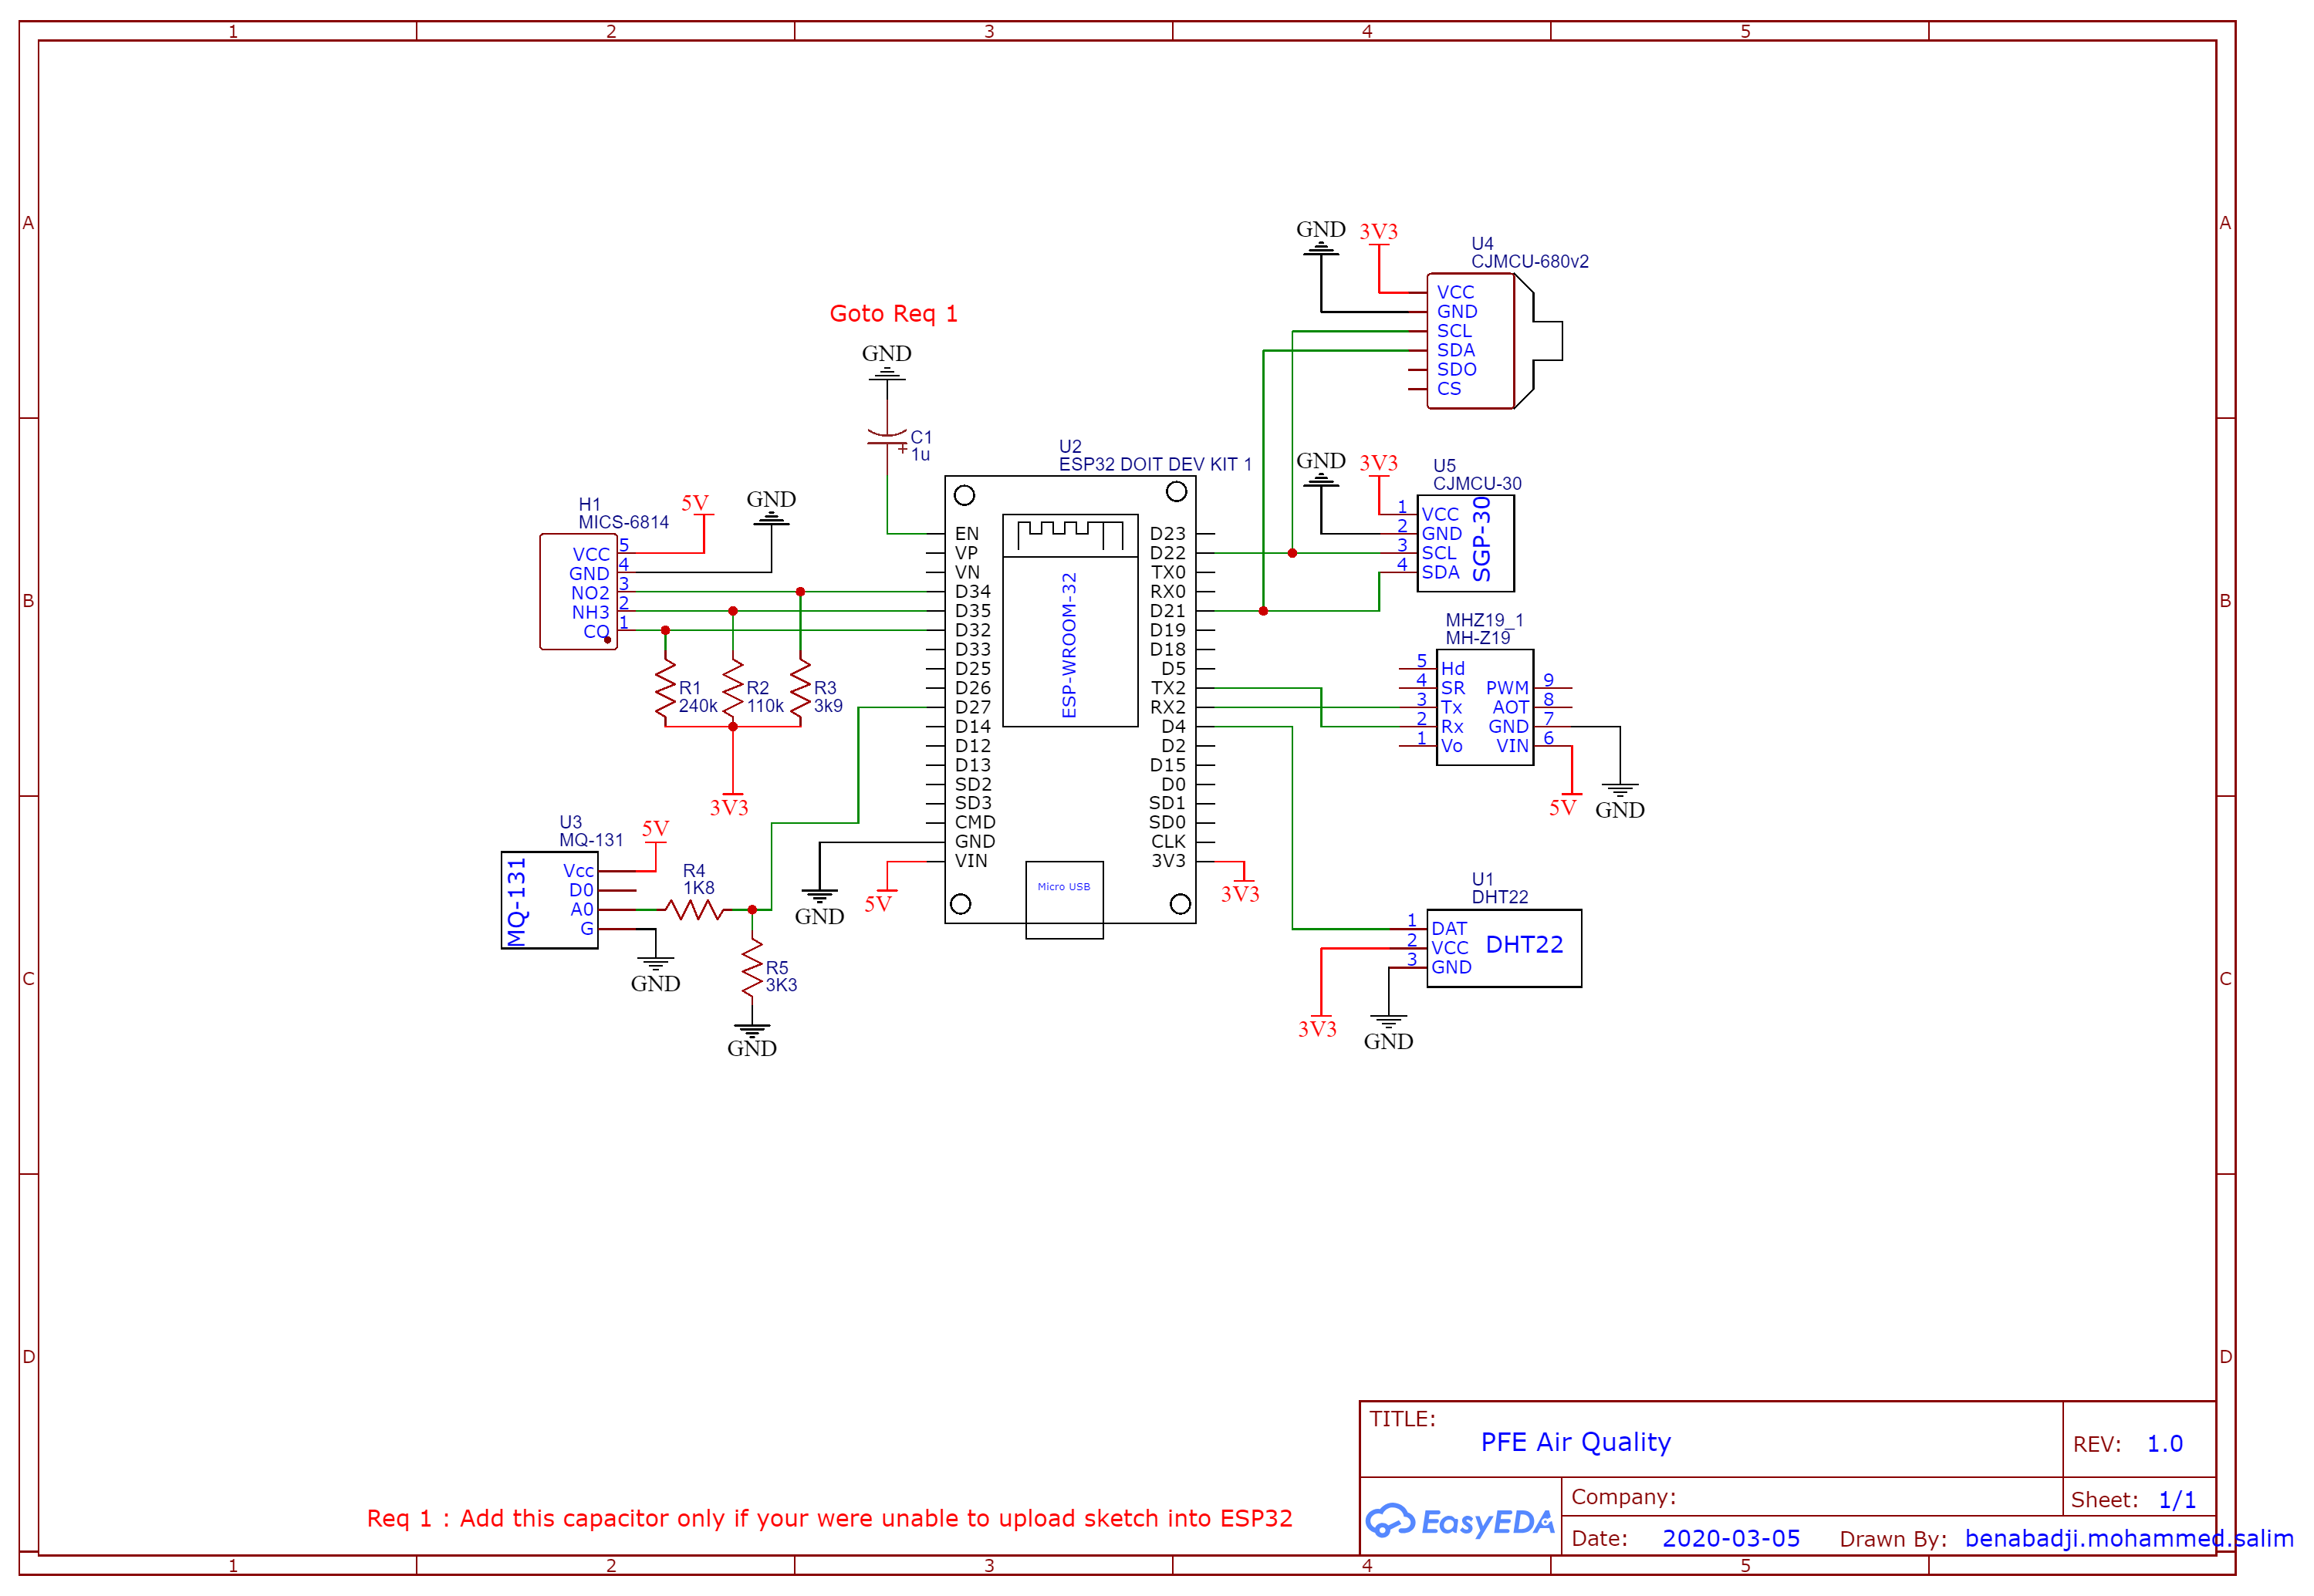 1 2 3 4 5
A
A
B
B
C
C
D
D
Goto Req 1
GND
C1
1u
U2
ESP32 DOIT DEV KIT 1
EN
VP
VN
D34
D35
D32
D33
D25
D26
D27
D14
D12
D13
SD2
SD3
CMD
GND
VIN
D23
D22
TX0
RX0
D21
D19
D18
D5
TX2
RX2
D4
D2
D15
D0
SD1
SD0
CLK
3V3
ESP-WROOM-32
Micro USB
5V
GND
3V3
H1
MICS-6814
5V
GND
VCC 5
GND 4
NO2 3
NH3 2
CO 1
R1
240k
R2
110k
R3
3k9
3V3
U3
MQ-131
5V
MQ-131
Vcc
D0
A0
G
GND
R4
1K8
R5
3K3
GND
GND 3V3
U4
CJMCU-680v2
VCC
GND
SCL
SDA
SDO
CS
GND 3V3
U5
CJMCU-30
1 VCC
2 GND
3 SCL
4 SDA
SGP-30
MHZ19_1
MH-Z19
5 Hd
4 SR
3 Tx
2 Rx
1 Vo
PWM 9
AOT 8
GND 7
VIN 6
5V
GND
U1
DHT22
1 DAT
2 VCC
3 GND
DHT22
3V3
GND
Req 1 : Add this capacitor only if your were unable to upload sketch into ESP32
TITLE:
PFE Air Quality
REV: 1.0
EasyEDA
Company:
Sheet: 1/1
Date: 2020-03-05
Drawn By: benabadji.mohammed.salim
1 2 3 4 5